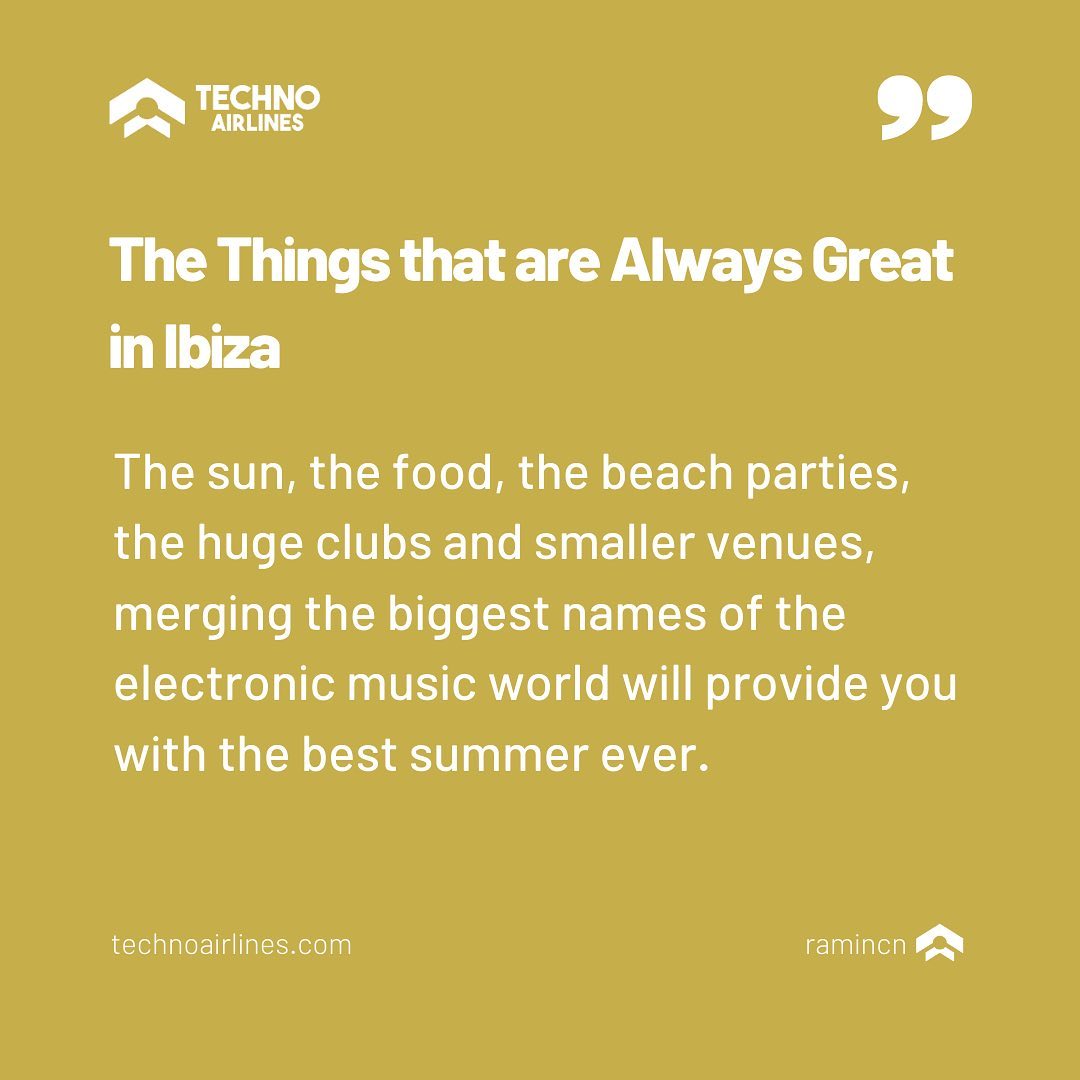 TECHNO
AIRLINES
”
The Things that are Always Great
in Ibiza
The sun, the food, the beach parties,
the huge clubs and smaller venues,
merging the biggest names of the
electronic music world will provide you
with the best summer ever.
technoairlines.com
ramincn